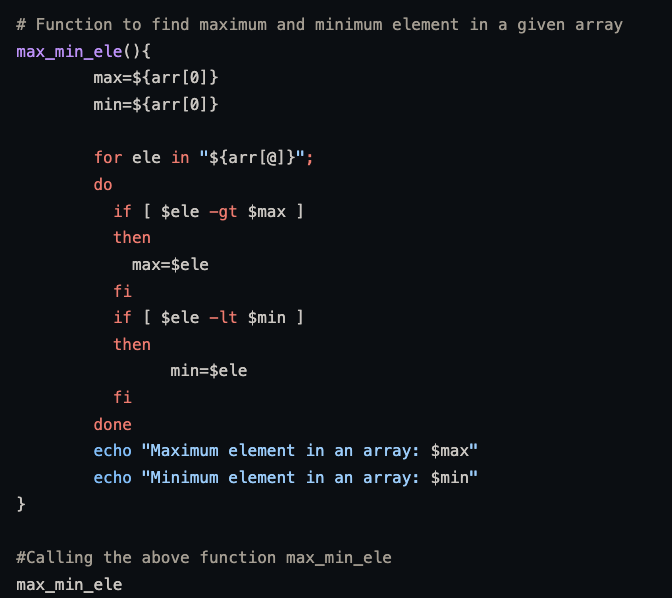 # Function to find maximum and minimum element in a given array
max_min_ele(){
        max=${arr[0]}
        min=${arr[0]}

        for ele in "${arr[@]}";
        do
          if [ $ele -gt $max ]
          then
            max=$ele
          fi
          if [ $ele -lt $min ]
          then
                min=$ele
          fi
        done
        echo "Maximum element in an array: $max"
        echo "Minimum element in an array: $min"
}

#Calling the above function max_min_ele
max_min_ele